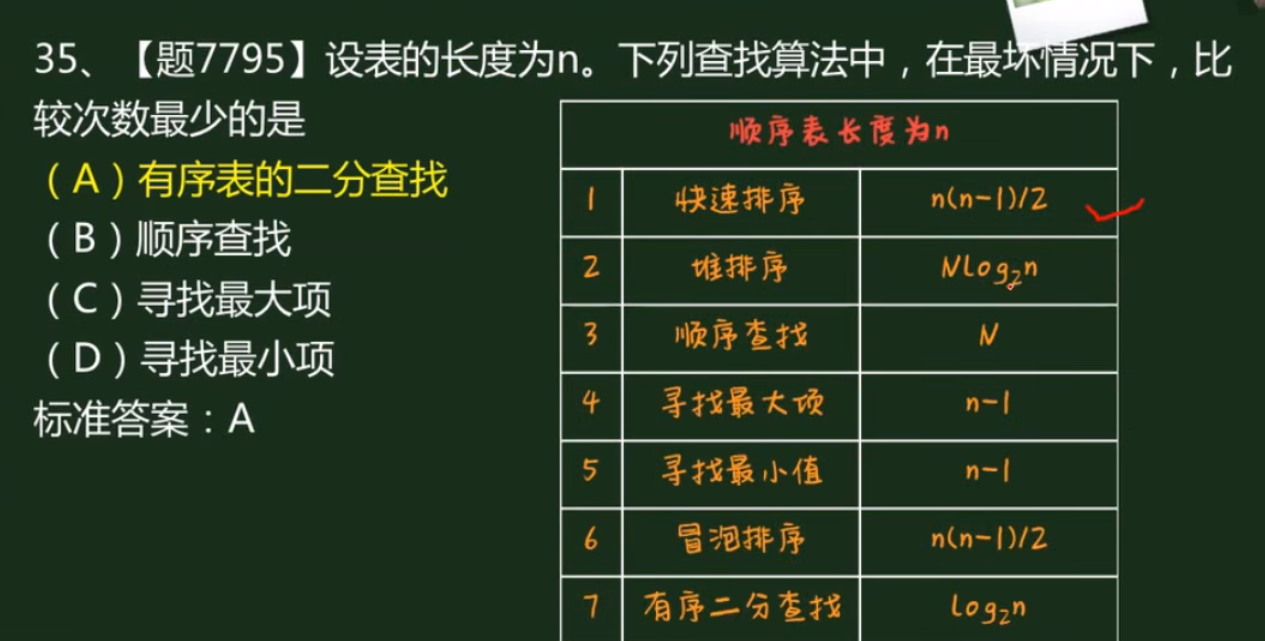 35、【题7795】设表的长度为n。下列查找算法中，在最坏情况下，比
较次数最少的是
（A）有序表的二分查找
（B）顺序查找
（C）寻找最大项
（D）寻找最小项
标准答案：A
顺序表长度为n
1 快速排序 n(n-1)/2
2 堆排序 Nlog₂n
3 顺序查找 N
4 寻找最大项 n-1
5 寻找最小值 n-1
6 冒泡排序 n(n-1)/2
7 有序二分查找 log₂n